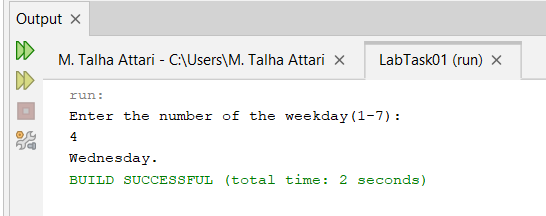 Output
M. Talha Attari - C:\Users\M. Talha Attari
LabTask01 (run)
run:
Enter the number of the weekday(1-7):
4
Wednesday.
BUILD SUCCESSFUL (total time: 2 seconds)